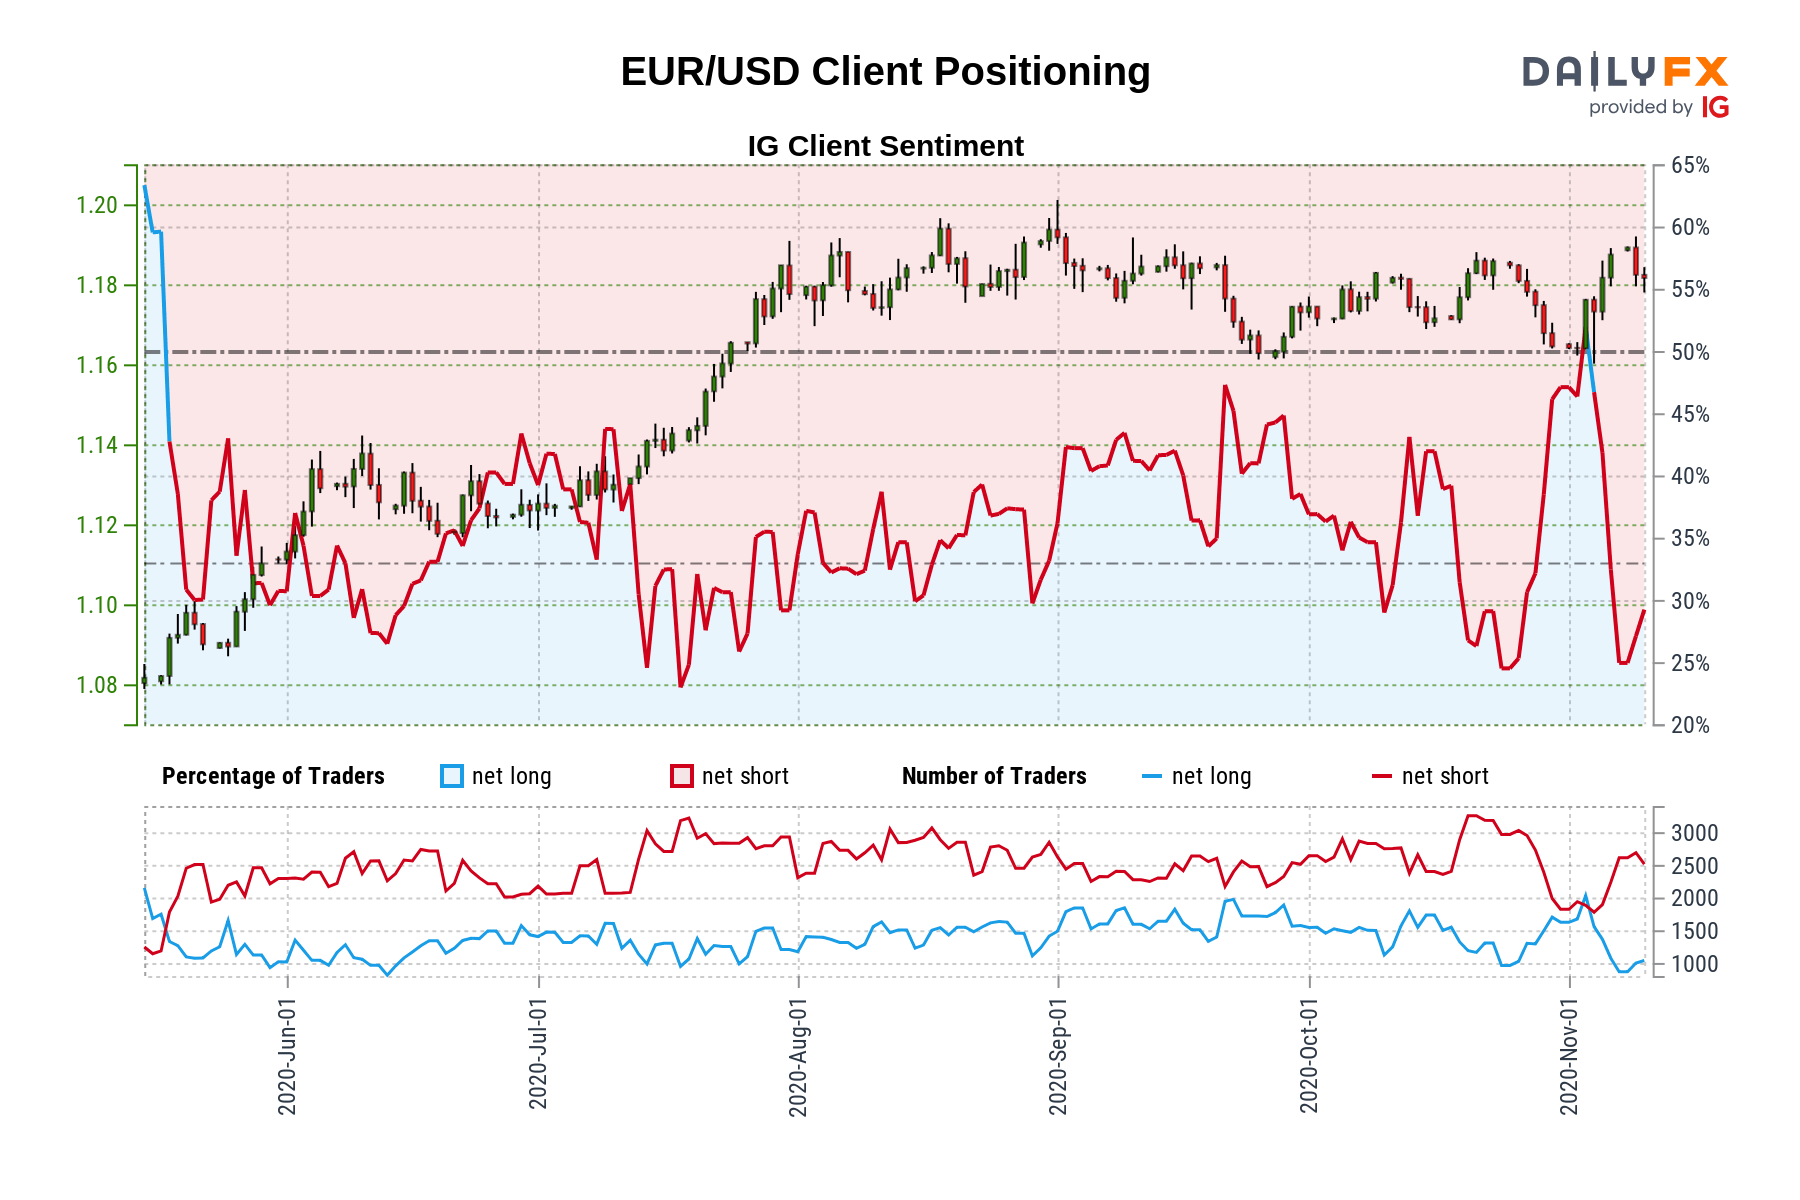 EUR/USD Client Positioning
DAILYFX
provided by IG
IG Client Sentiment
1.20
1.18
1.16
1.14
1.12
1.10
1.08
65%
60%
55%
50%
45%
40%
35%
30%
25%
20%
Percentage of Traders net long net short Number of Traders net long net short
3000
2500
2000
1500
1000
2020-Jun-01
2020-Jul-01
2020-Aug-01
2020-Sep-01
2020-Oct-01
2020-Nov-01